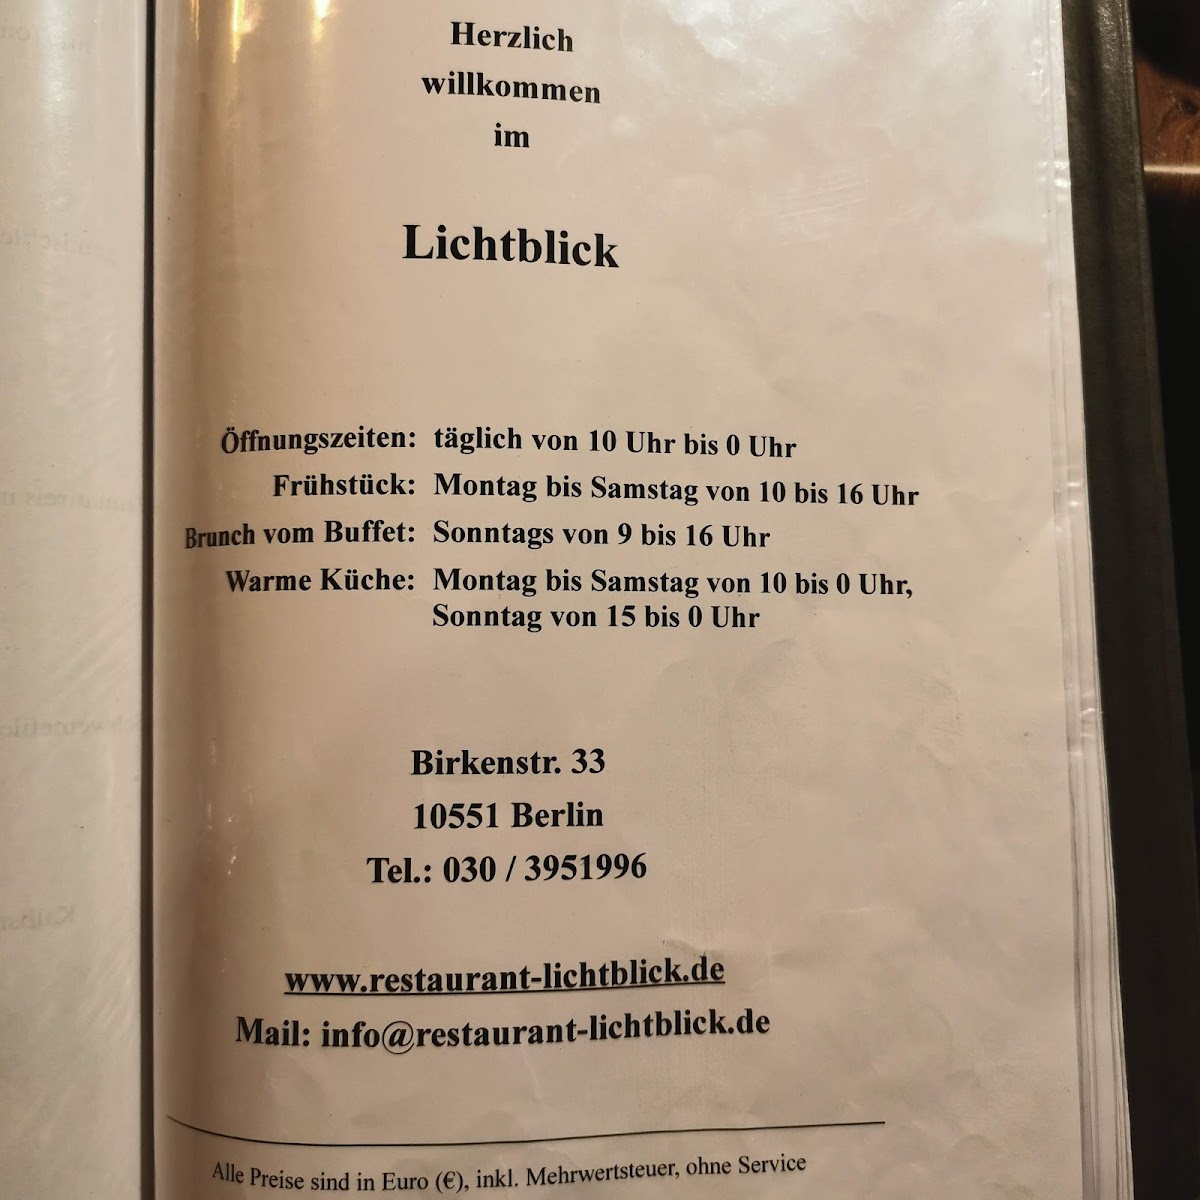 Herzlich
willkommen
im
Lichtblick
Öffnungszeiten: täglich von 10 Uhr bis 0 Uhr
Frühstück: Montag bis Samstag von 10 bis 16 Uhr
Brunch vom Buffet: Sonntags von 9 bis 16 Uhr
Warme Küche: Montag bis Samstag von 10 bis 0 Uhr,
Sonntag von 15 bis 0 Uhr
Birkenstr. 33
10551 Berlin
Tel.: 030 / 3951996
www.restaurant-lichtblick.de
Mail: info@restaurant-lichtblick.de
Alle Preise sind in Euro (€), inkl. Mehrwertsteuer, ohne Service